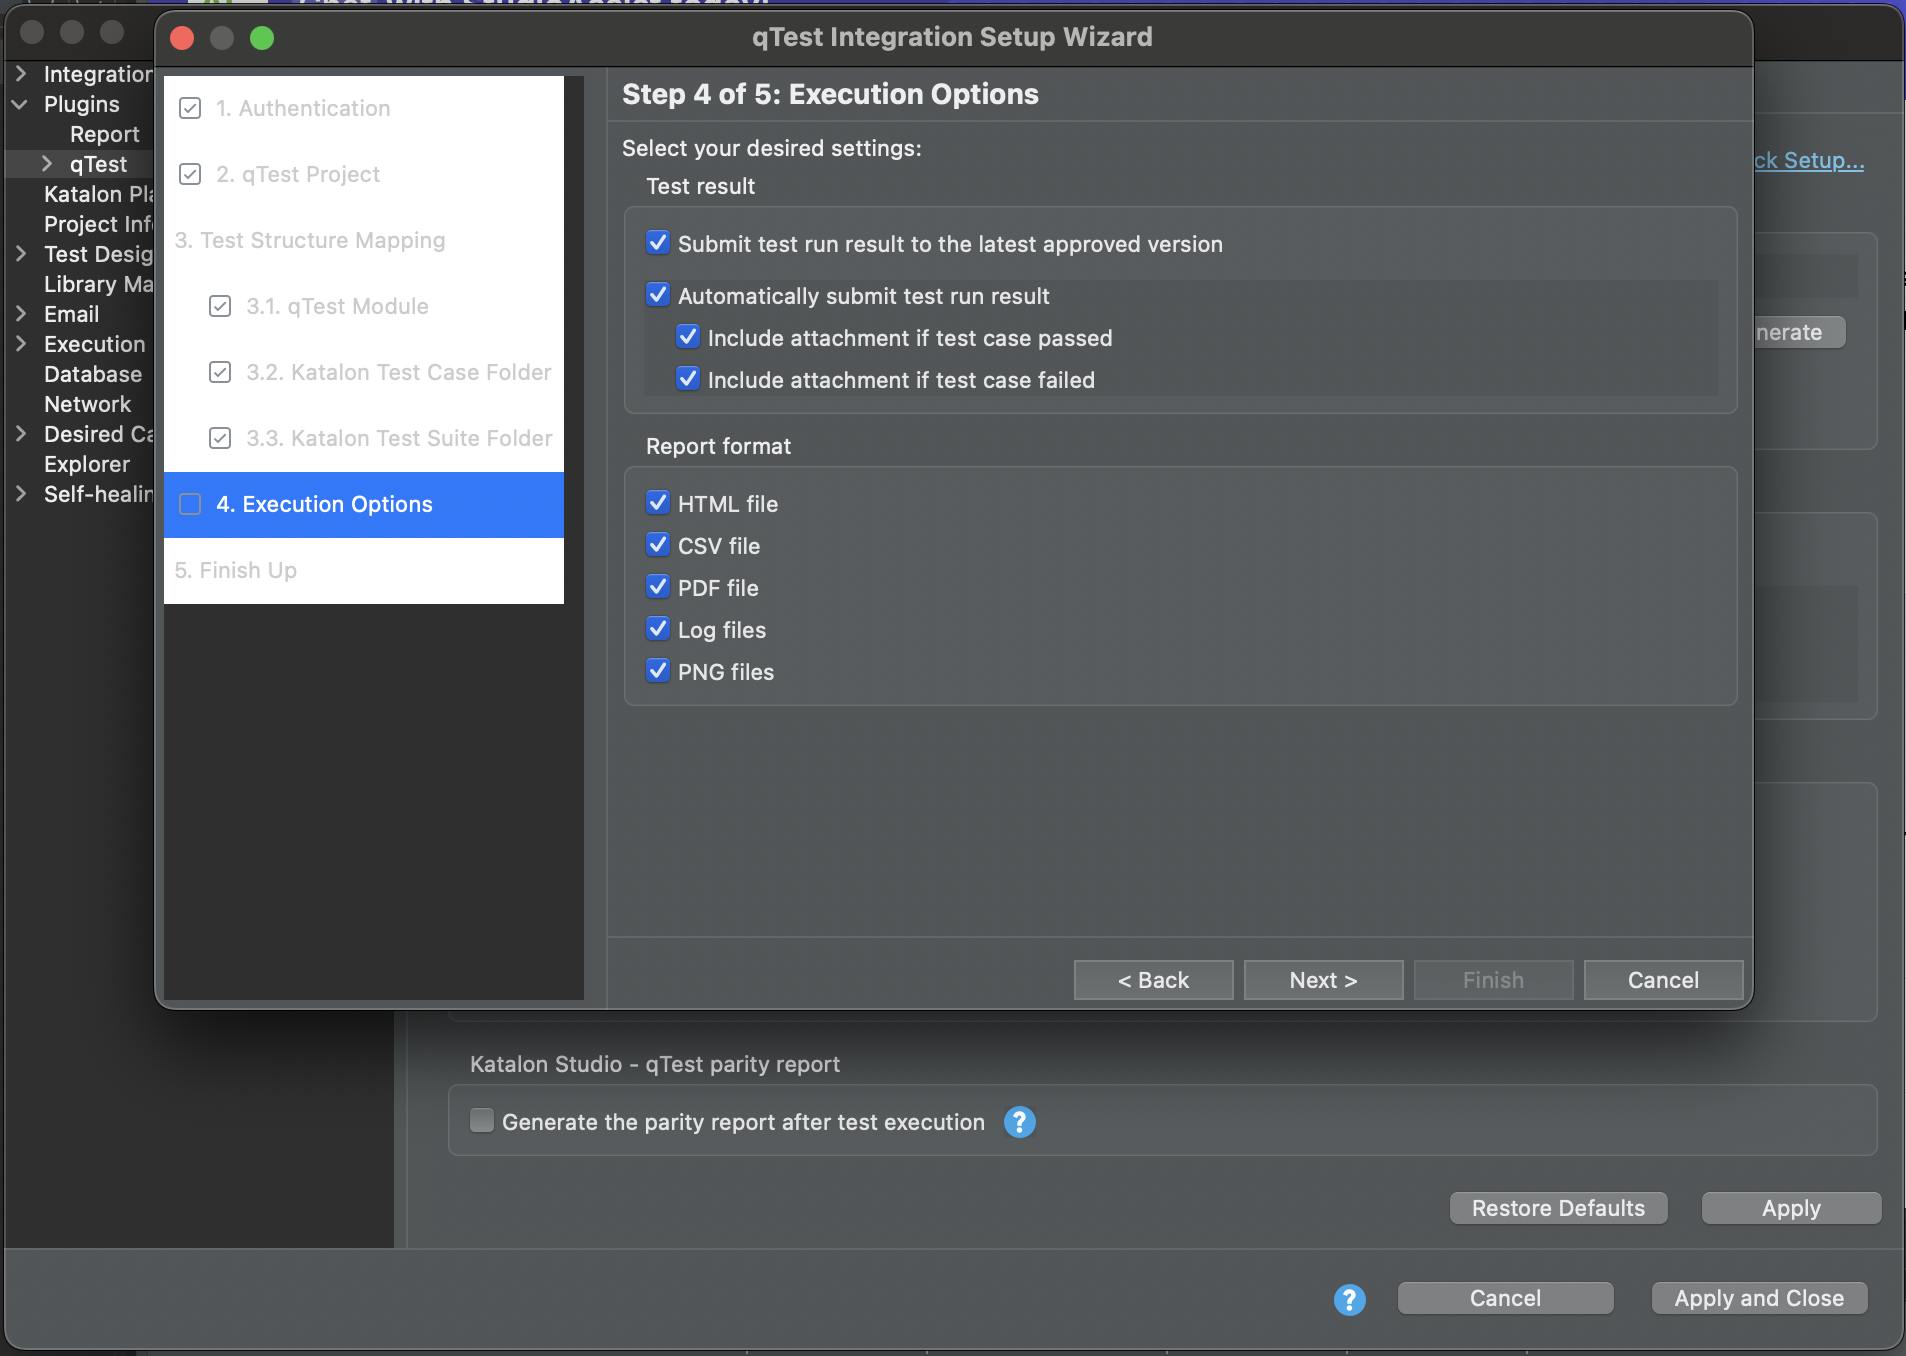 qTest Integration Setup Wizard
Integration
Plugins
Report
qTest
Katalon Pla
Project Info
Test Desig
Library Ma
Email
Execution
Database
Network
Desired Ca
Explorer
Self-healin
1. Authentication
2. qTest Project
3. Test Structure Mapping
3.1. qTest Module
3.2. Katalon Test Case Folder
3.3. Katalon Test Suite Folder
4. Execution Options
5. Finish Up
Step 4 of 5: Execution Options
Select your desired settings:
Test result
Submit test run result to the latest approved version
Automatically submit test run result
Include attachment if test case passed
Include attachment if test case failed
Report format
HTML file
CSV file
PDF file
Log files
PNG files
< Back
Next >
Finish
Cancel
ck Setup...
nerate
Katalon Studio - qTest parity report
Generate the parity report after test execution
?
Restore Defaults
Apply
?
Cancel
Apply and Close